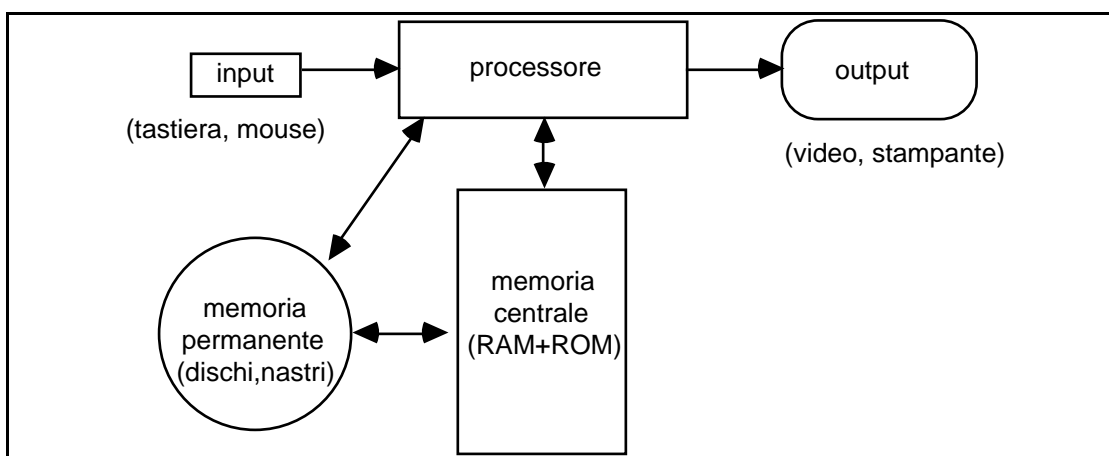 input
processore
output
(tastiera, mouse)
(video, stampante)
memoria
permanente
(dischi,nastri)
memoria
centrale
(RAM+ROM)